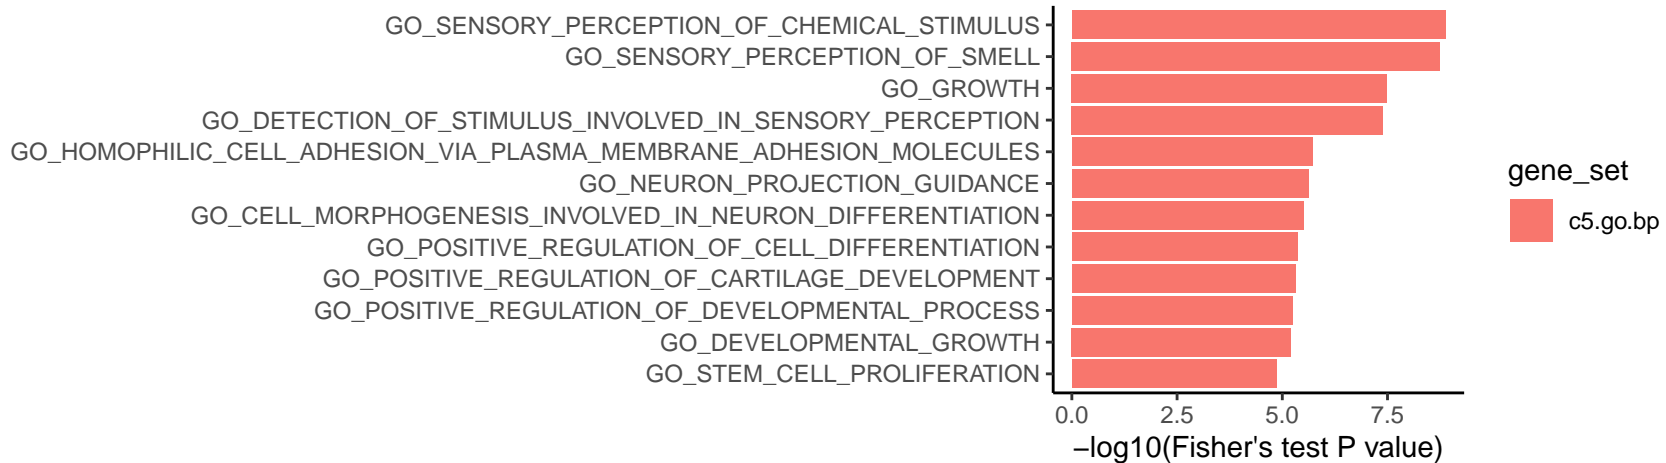 GO_SENSORY_PERCEPTION_OF_CHEMICAL_STIMULUS
GO_SENSORY_PERCEPTION_OF_SMELL
GO_GROWTH
GO_DETECTION_OF_STIMULUS_INVOLVED_IN_SENSORY_PERCEPTION
GO_HOMOPHILIC_CELL_ADHESION_VIA_PLASMA_MEMBRANE_ADHESION_MOLECULES
GO_NEURON_PROJECTION_GUIDANCE
GO_CELL_MORPHOGENESIS_INVOLVED_IN_NEURON_DIFFERENTIATION
GO_POSITIVE_REGULATION_OF_CELL_DIFFERENTIATION
GO_POSITIVE_REGULATION_OF_CARTILAGE_DEVELOPMENT
GO_POSITIVE_REGULATION_OF_DEVELOPMENTAL_PROCESS
GO_DEVELOPMENTAL_GROWTH
GO_STEM_CELL_PROLIFERATION
0.0 2.5 5.0 7.5
−log10(Fisher's test P value)
gene_set
c5.go.bp